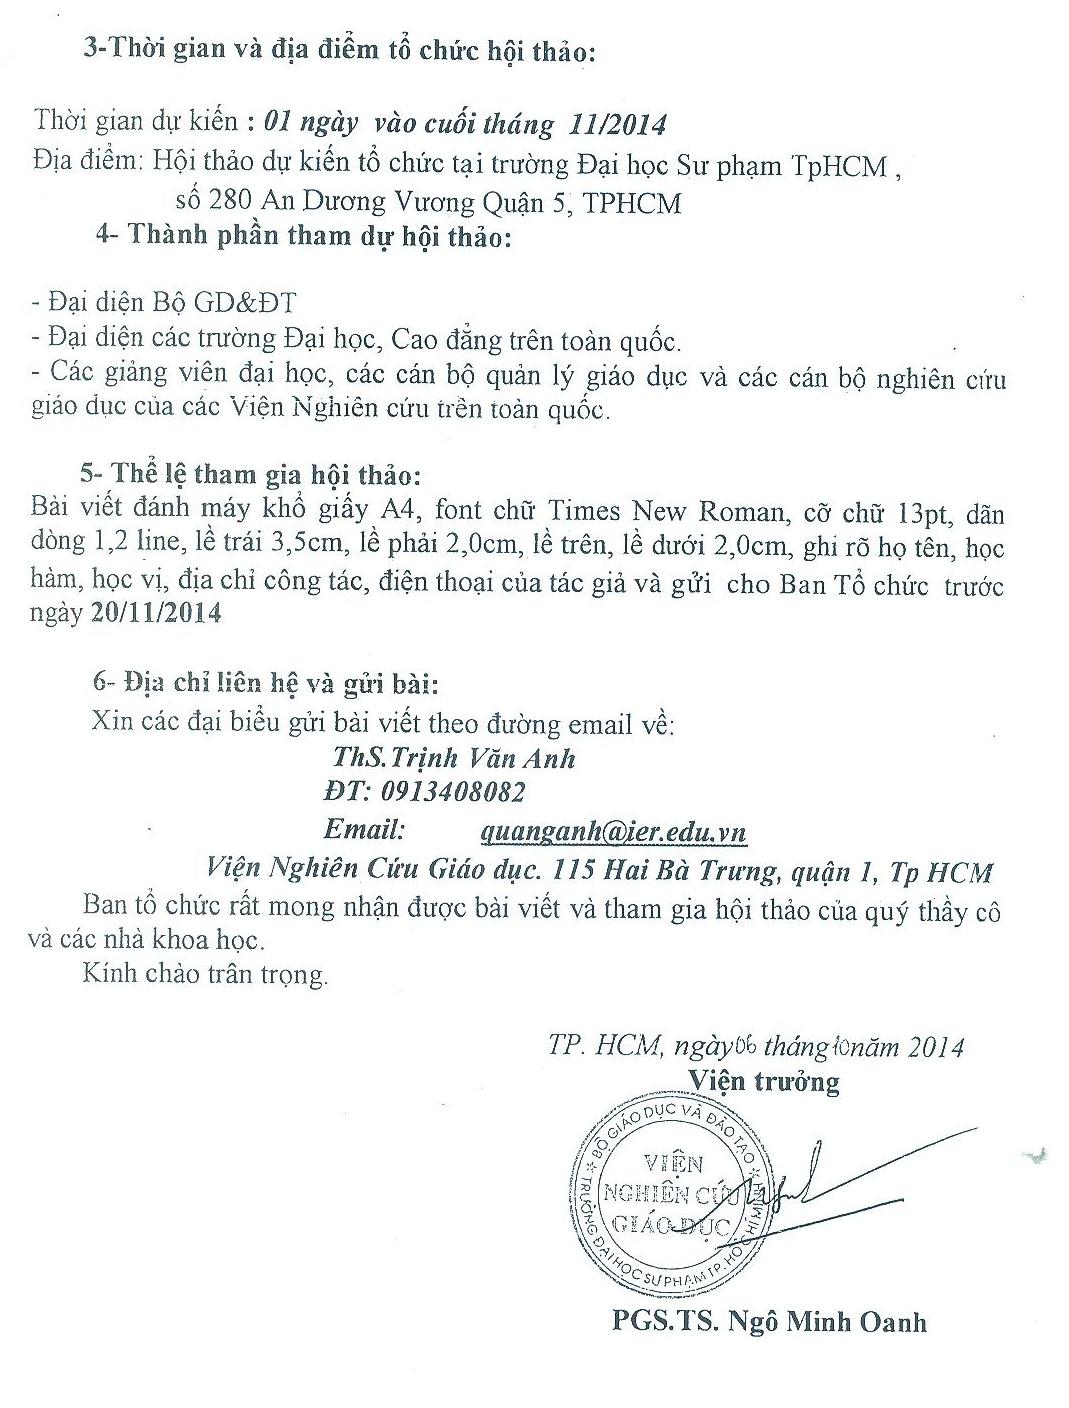 3-Thời gian và địa điểm tổ chức hội thảo:
Thời gian dự kiến : 01 ngày vào cuối tháng 11/2014
Địa điểm: Hội thảo dự kiến tổ chức tại trường Đại học Sư phạm TpHCM ,
số 280 An Dương Vương Quận 5, TPHCM
4- Thành phần tham dự hội thảo:
- Đại diện Bộ GD&ĐT
- Đại diện các trường Đại học, Cao đẳng trên toàn quốc.
- Các giảng viên đại học, các cán bộ quản lý giáo dục và các cán bộ nghiên cứu
giáo dục của các Viện Nghiên cứu trên toàn quốc.
5- Thể lệ tham gia hội thảo:
Bài viết đánh máy khổ giấy A4, font chữ Times New Roman, cỡ chữ 13pt, dãn
dòng 1,2 line, lề trái 3,5cm, lề phải 2,0cm, lề trên, lề dưới 2,0cm, ghi rõ họ tên, học
hàm, học vị, địa chỉ công tác, điện thoại của tác giả và gửi cho Ban Tổ chức trước
ngày 20/11/2014
6- Địa chỉ liên hệ và gửi bài:
Xin các đại biểu gửi bài viết theo đường email về:
ThS.Trịnh Văn Anh
ĐT: 0913408082
Email: quanganh@ier.edu.vn
Viện Nghiên Cứu Giáo dục. 115 Hai Bà Trưng, quận 1, Tp HCM
Ban tổ chức rất mong nhận được bài viết và tham gia hội thảo của quý thầy cô
và các nhà khoa học.
Kính chào trân trọng.
TP. HCM, ngày 06 tháng 10 năm 2014
Viện trưởng
BỘ GIÁO DỤC VÀ ĐÀO TẠO
TRƯỜNG ĐẠI HỌC SƯ PHẠM TP. HỒ CHÍ MINH
VIỆN
NGHIÊN CỨU
GIÁO DỤC
PGS.TS. Ngô Minh Oanh